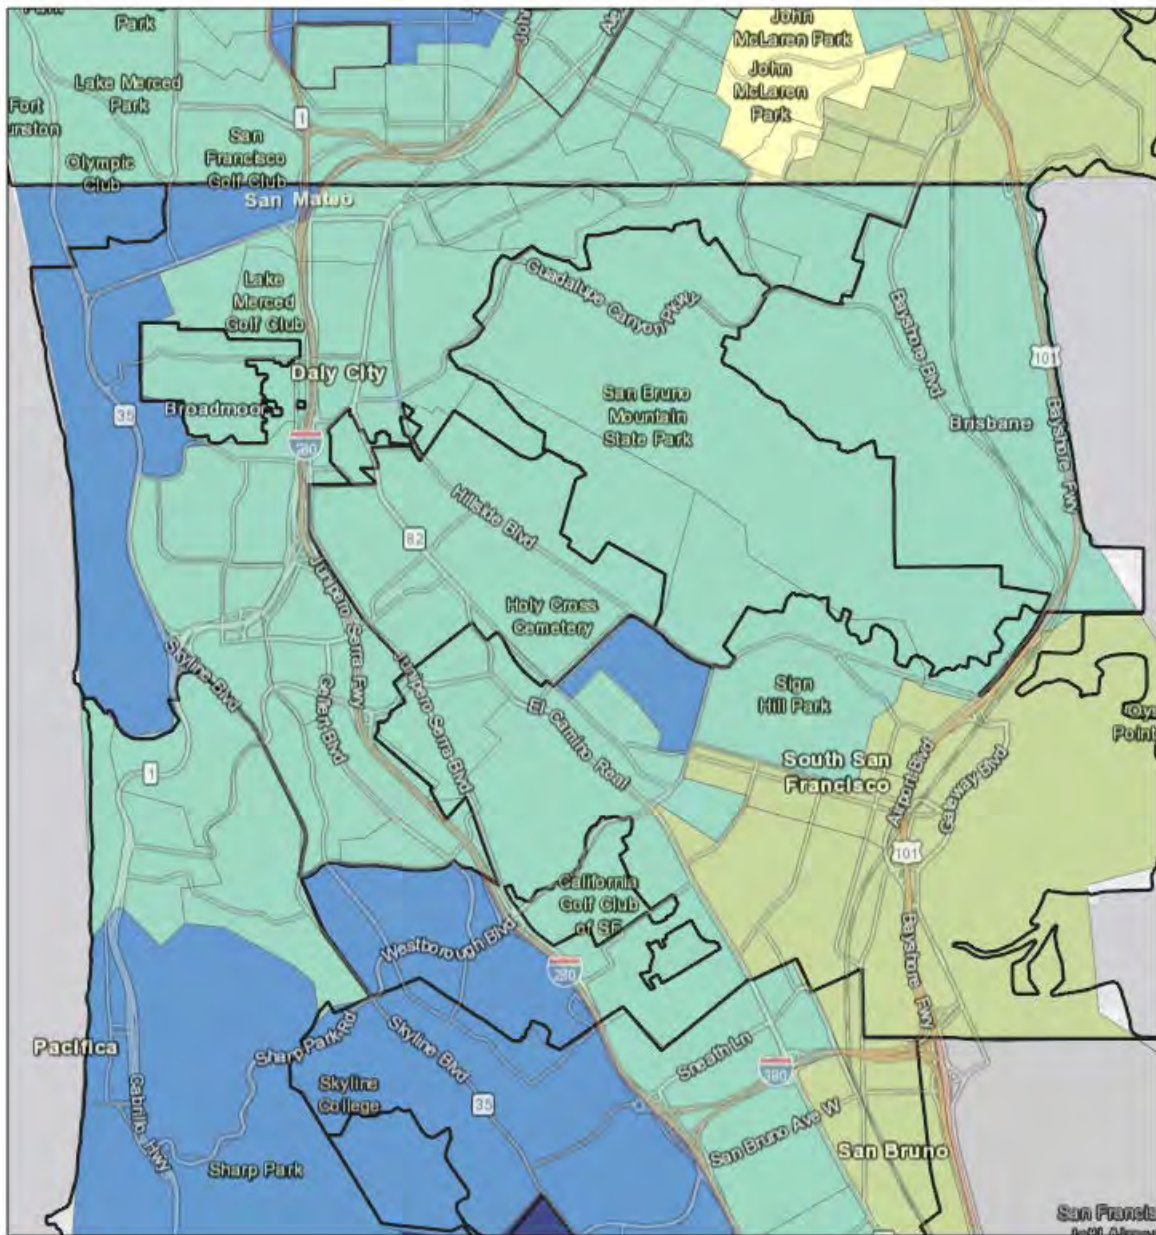 Park
John
McLaren Park
Lake Merced
Park
John
McLaren
Park
Fort
1
San
Francisco
Golf Club
Olympic
Club
San Mateo
Guadalupe Canyon Pkwy
Lake
Merced
Golf Club
Bayshore Blvd
101
Daly City
San Bruno
Mountain
State Park
Broadmoor
35
Brisbane
280
Bayshore Fwy
Hillside Blvd
82
Junipero Serra Fwy
Holy Cross
Cemetery
Skyline Blvd
Junipero Serra Blvd
Callan Blvd
Sign
Hill Park
El Camino Real
Point
1
South San
Francisco
Airport Blvd
Gateway Blvd
101
California
Golf Club
of SF
Westborough Blvd
280
Bayshore Fwy
Pacifica
Sharp Park Rd
Skyline Blvd
Sneath Ln
380
Skyline
College
35
Cabrillo Hwy
San Bruno Ave W
San Bruno
Sharp Park
San Francis